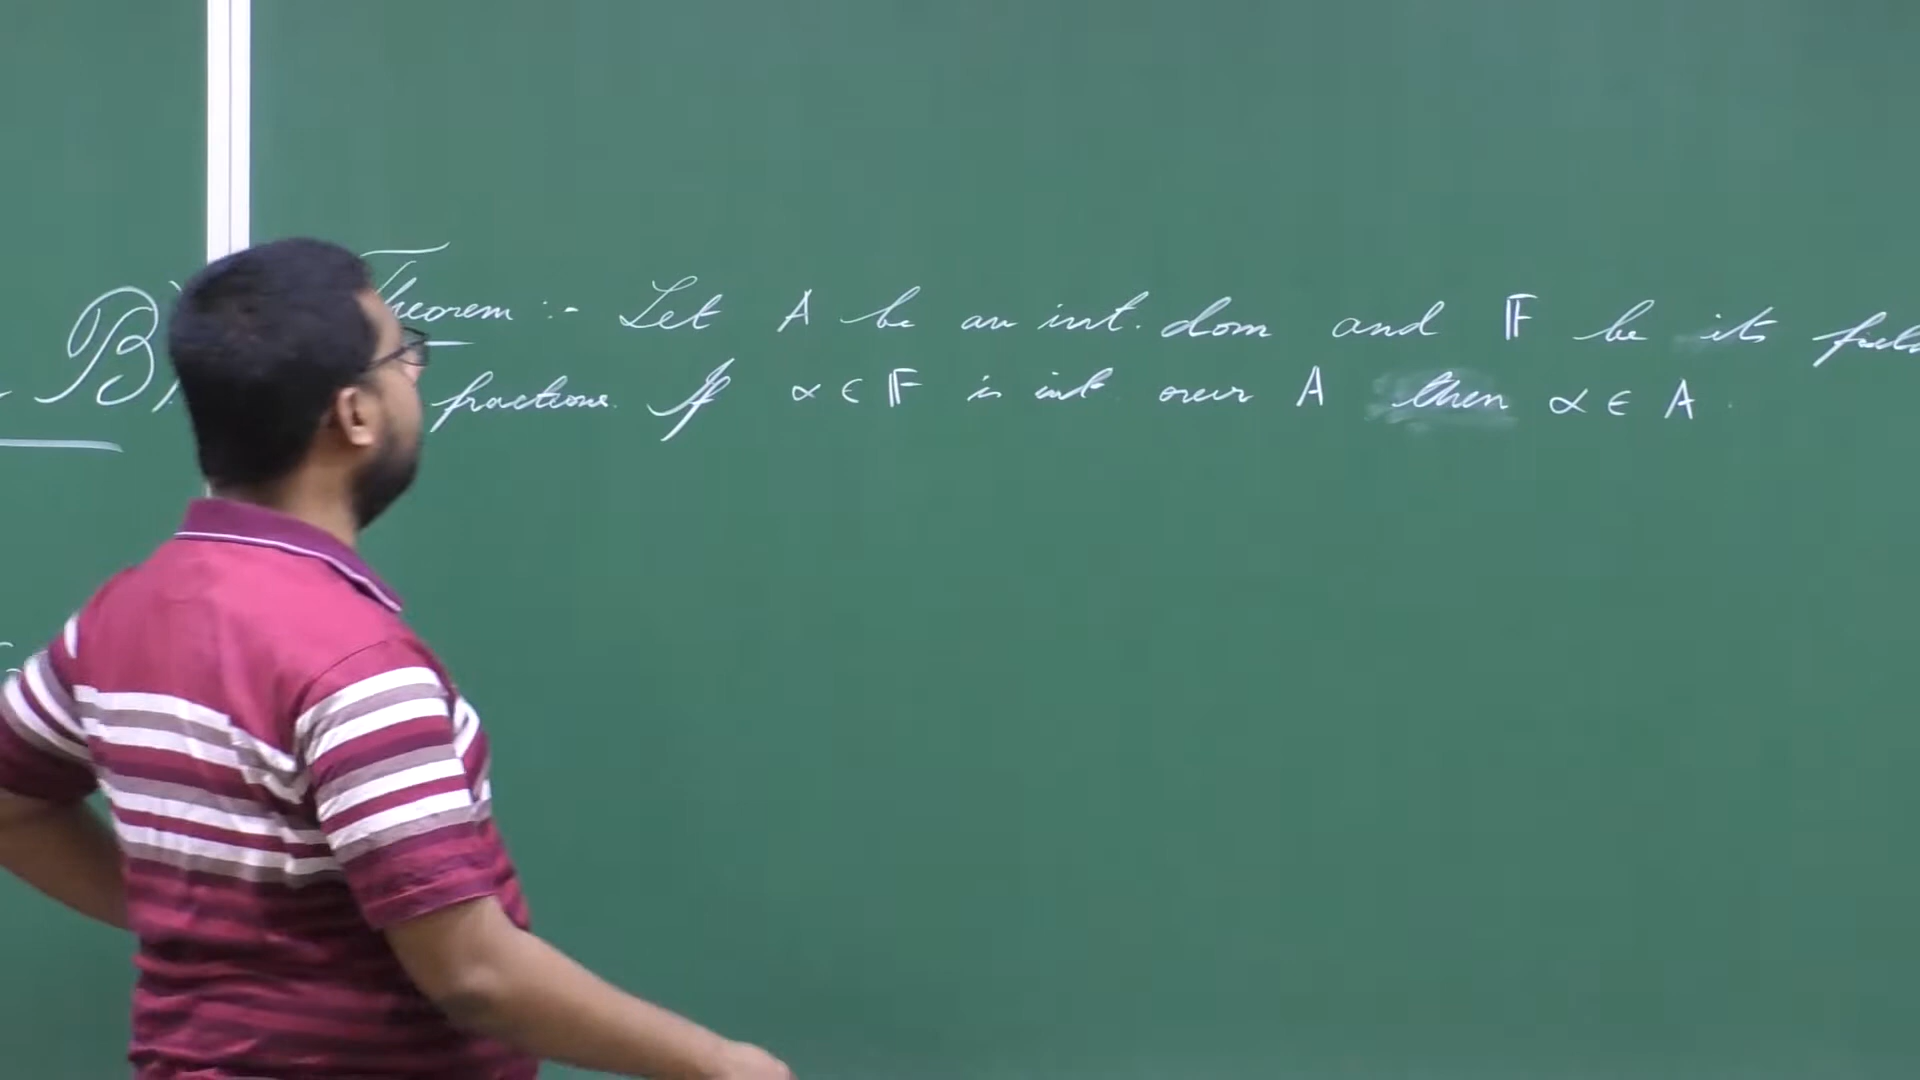 B)
Theorem :- Let A be an int. dom and 𝔽 be its field
fractions. If α ∈ 𝔽 is int over A then α ∈ A.